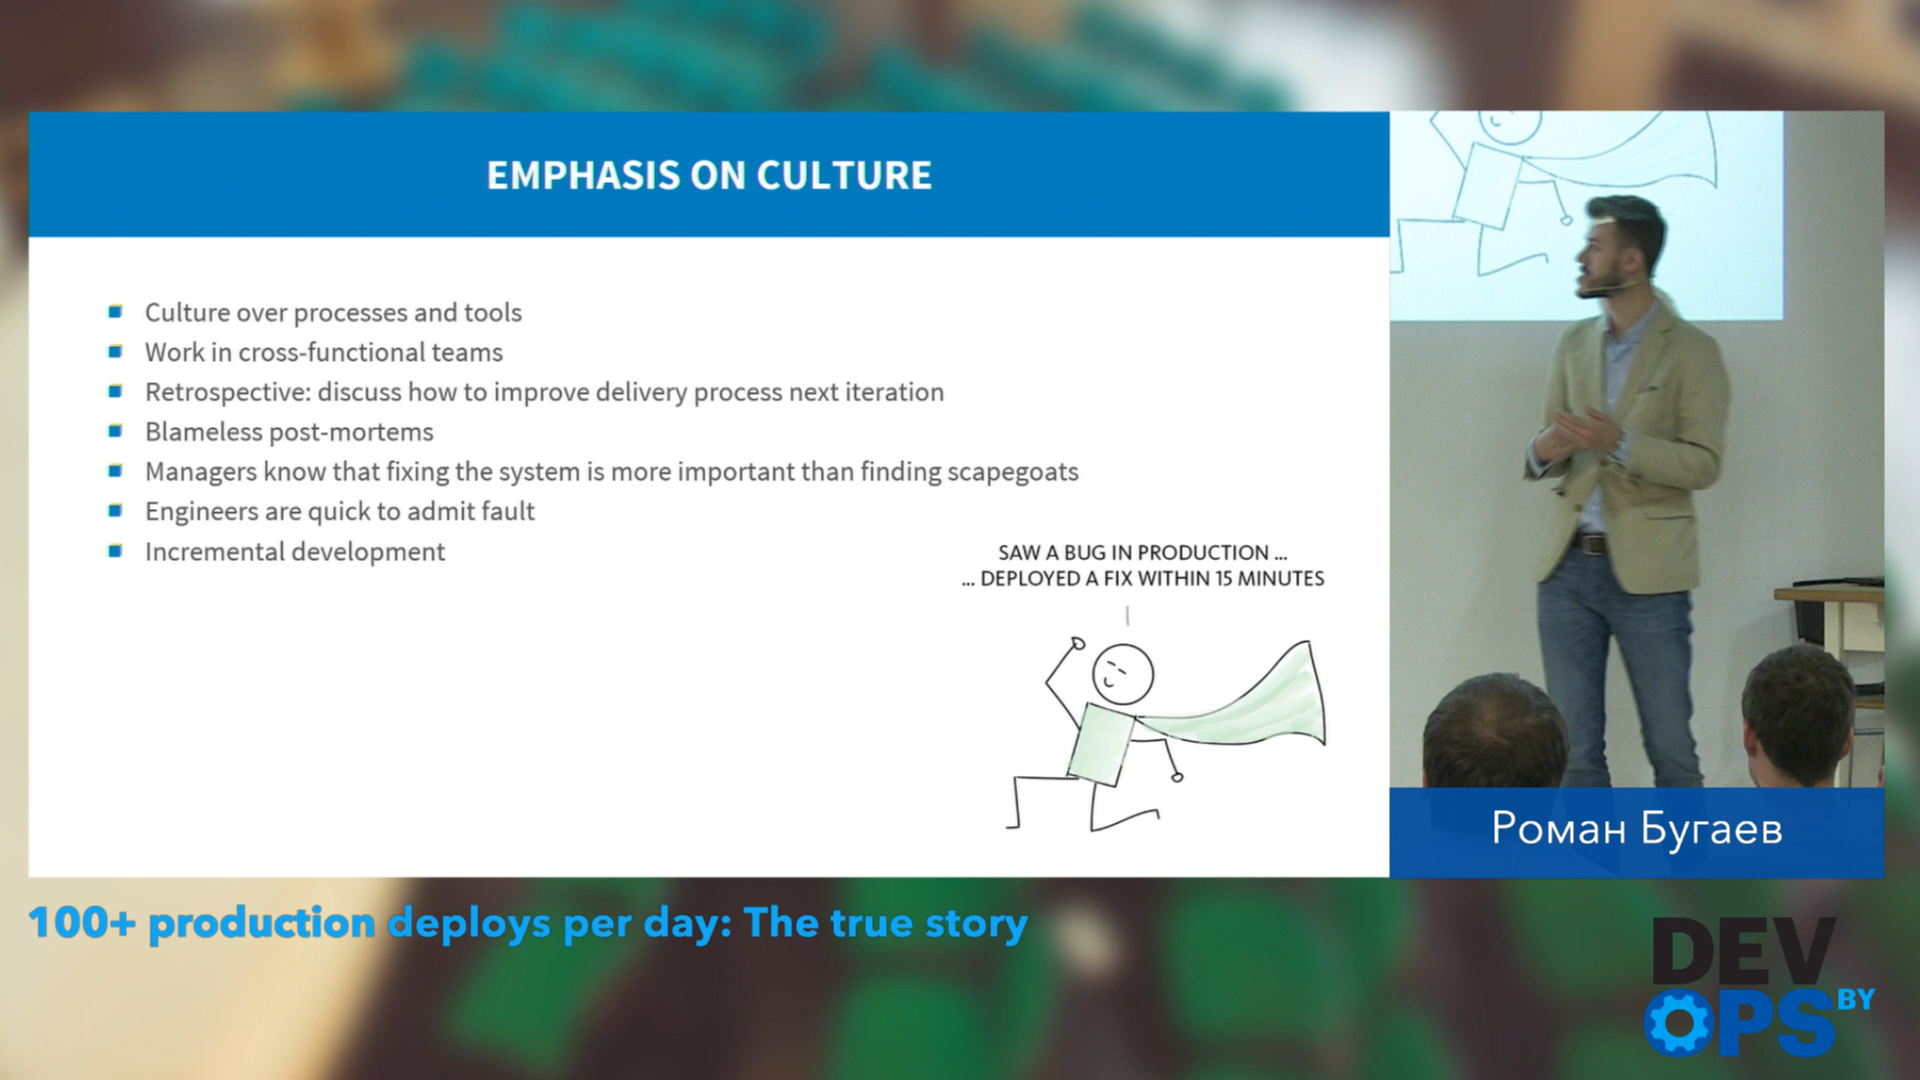 EMPHASIS ON CULTURE
Culture over processes and tools
Work in cross-functional teams
Retrospective: discuss how to improve delivery process next iteration
Blameless post-mortems
Managers know that fixing the system is more important than finding scapegoats
Engineers are quick to admit fault
Incremental development
SAW A BUG IN PRODUCTION ...
... DEPLOYED A FIX WITHIN 15 MINUTES
Роман Бугаев
100+ production deploys per day: The true story
DEV
OPS BY